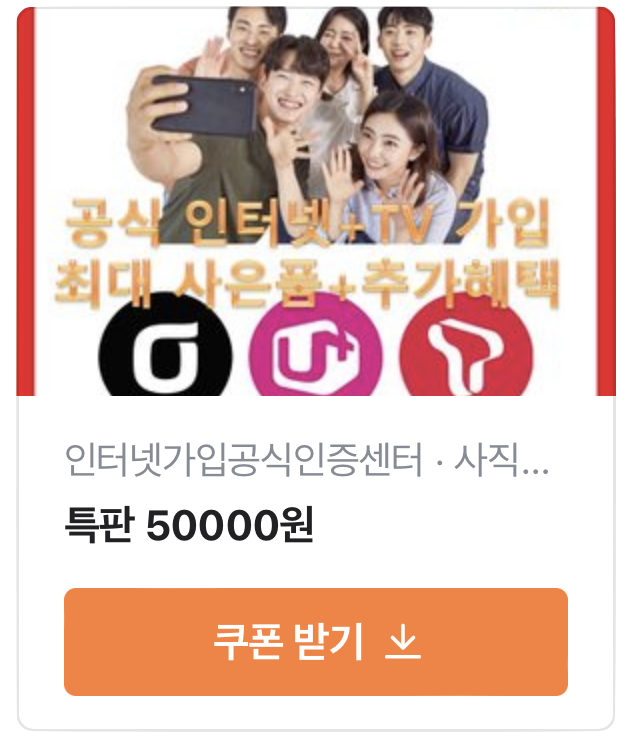 공식 인터넷+TV 가입
최대 사은품+추가혜택
U+
인터넷가입공식인증센터 · 사직...
특판 50000원
쿠폰 받기